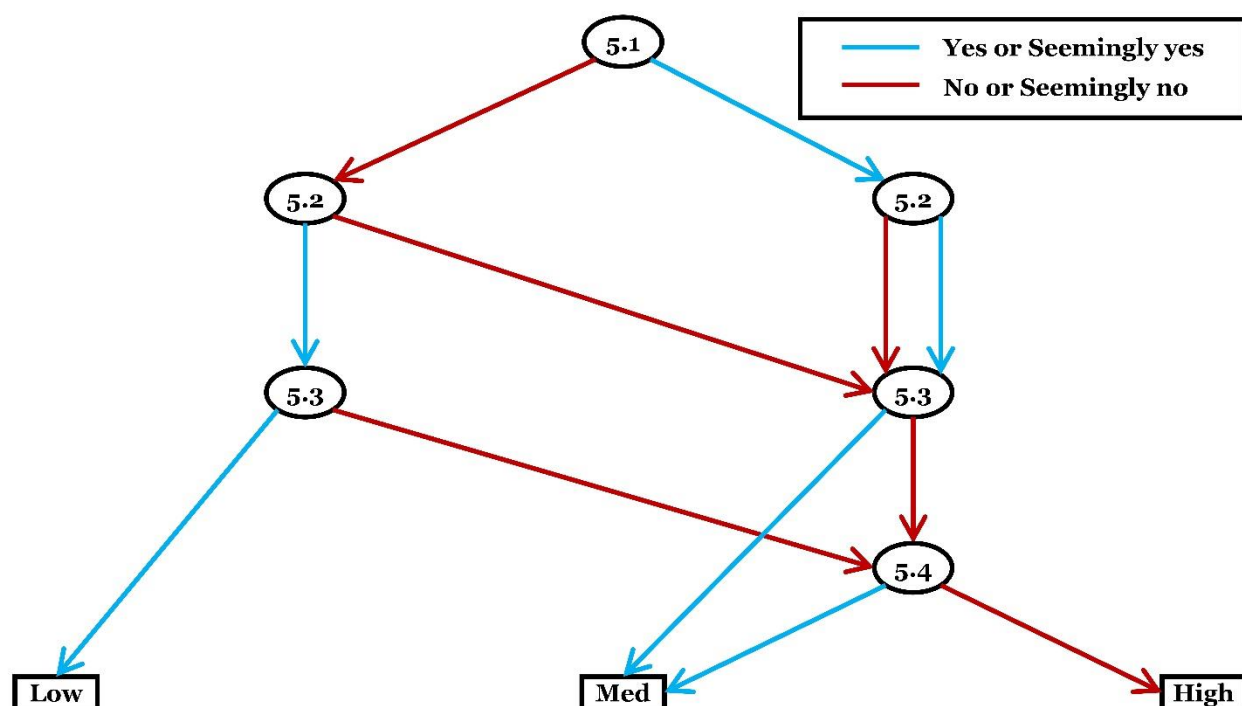 5.1
Yes or Seemingly yes
No or Seemingly no
5.2
5.2
5.3
5.3
5.4
Low
Med
High